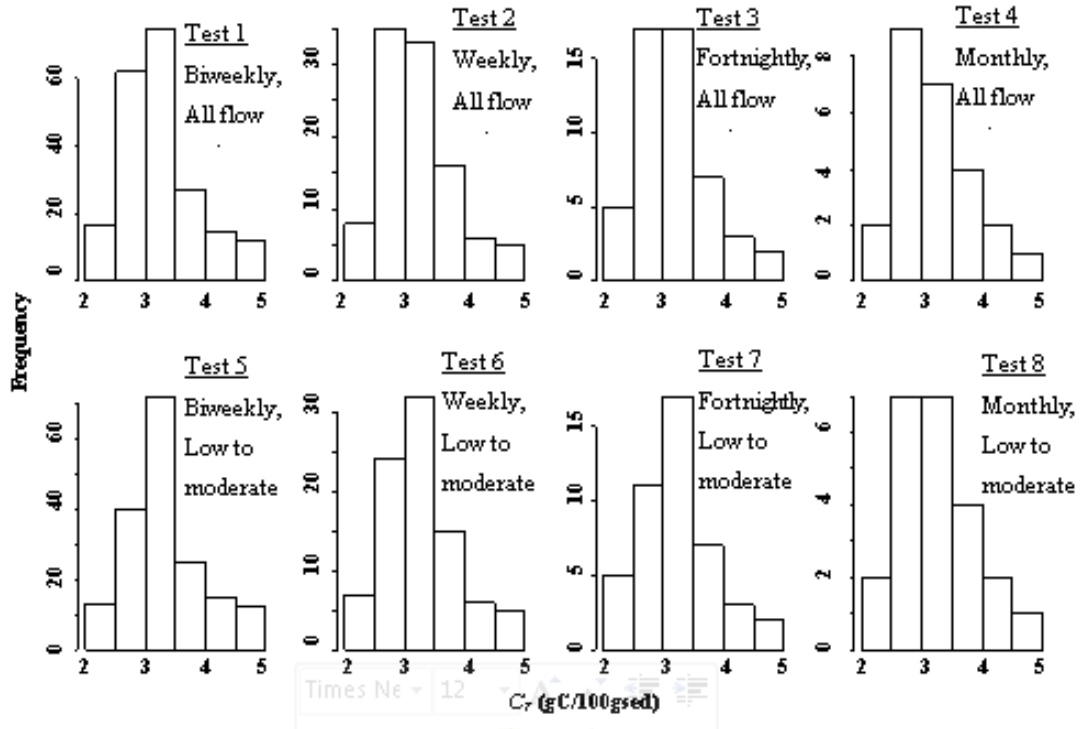 Test 1
Biweekly,
All flow
Test 2
Weekly,
All flow
Test 3
Fortnightly,
All flow
Test 4
Monthly,
All flow
0 20 40 60
0 10 20 30
0 5 10 15
0 2 4 6 8
2 3 4 5
2 3 4 5
2 3 4 5
2 3 4 5
Frequency
Test 5
Biweekly,
Low to
moderate
Test 6
Weekly,
Low to
moderate
Test 7
Fortnightly,
Low to
moderate
Test 8
Monthly,
Low to
moderate
0 20 40 60
0 10 20 30
0 5 10 15
0 2 4 6
2 3 4 5
2 3 4 5
2 3 4 5
2 3 4 5
Times Ne 12
(gC/100gsed)